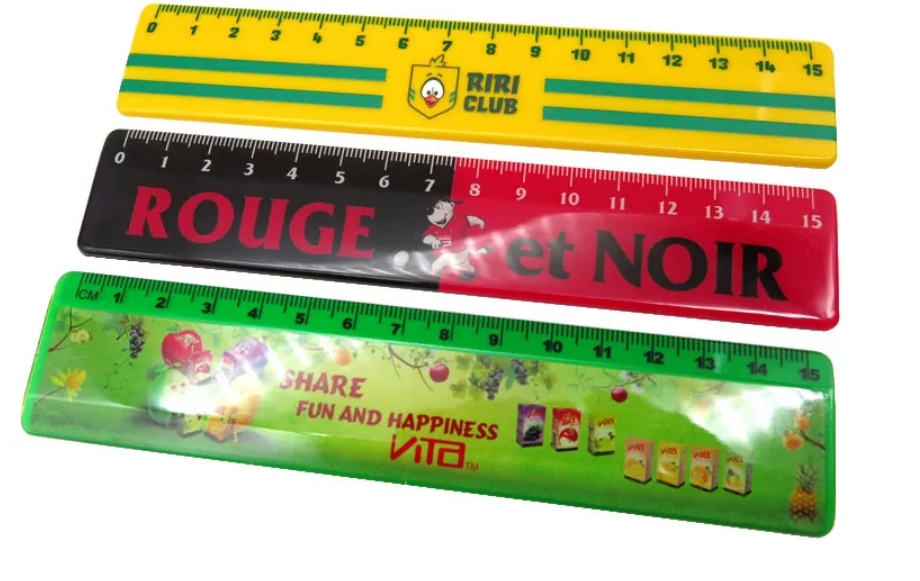 0 1 2 3 4 5 6 7 8 9 10 11 12 13 14 15
RIRI
CLUB
0 1 2 3 4 5 6 7 8 9 10 11 12 13 14 15
ROUGE et NOIR
CM 1 2 3 4 5 6 7 8 9 10 11 12 13 14 15
SHARE
FUN AND HAPPINESS
VITA TM